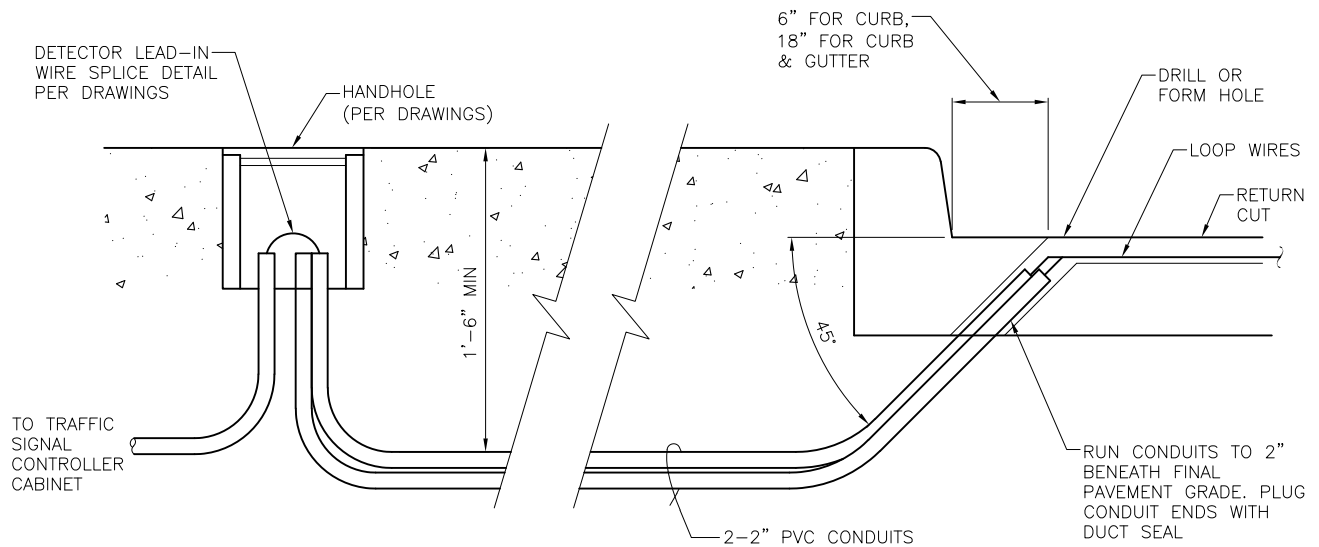 6” FOR CURB,
18” FOR CURB
& GUTTER
DETECTOR LEAD–IN
WIRE SPLICE DETAIL
PER DRAWINGS
HANDHOLE
(PER DRAWINGS)
DRILL OR
FORM HOLE
LOOP WIRES
RETURN
CUT
1’–6” MIN
45°
TO TRAFFIC
SIGNAL
CONTROLLER
CABINET
RUN CONDUITS TO 2”
BENEATH FINAL
PAVEMENT GRADE. PLUG
CONDUIT ENDS WITH
DUCT SEAL
2–2” PVC CONDUITS